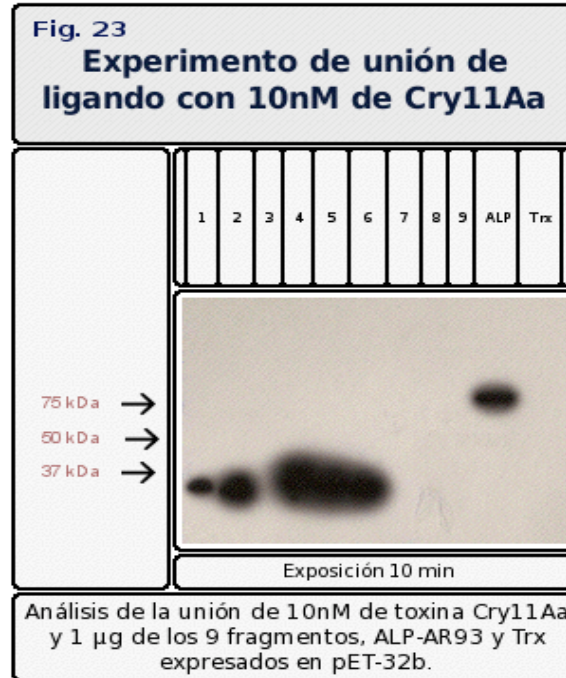 Fig. 23
Experimento de unión de
ligando con 10nM de Cry11Aa
1 2 3 4 5 6 7 8 9 ALP Trx
75 kDa →
50 kDa →
37 kDa →
Exposición 10 min
Análisis de la unión de 10nM de toxina Cry11Aa
y 1 µg de los 9 fragmentos, ALP-AR93 y Trx
expresados en pET-32b.